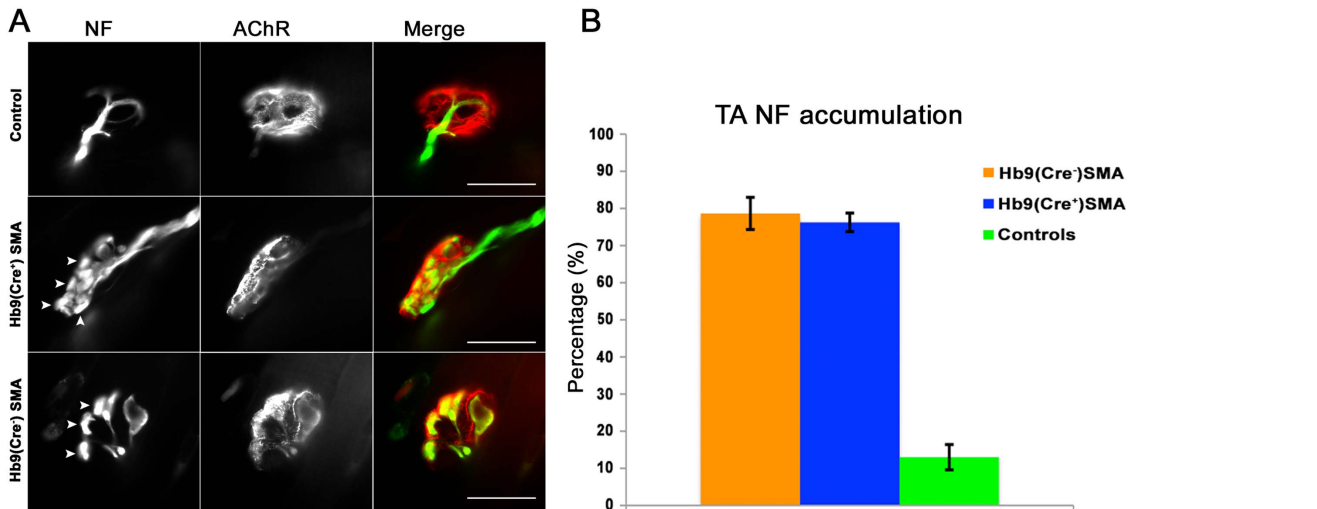 A
NF
AChR
Merge
Control
Hb9(Cre⁺) SMA
Hb9(Cre⁻) SMA
B
TA NF accumulation
Percentage (%)
100
90
80
70
60
50
40
30
20
10
0
Hb9(Cre⁻)SMA
Hb9(Cre⁺)SMA
Controls